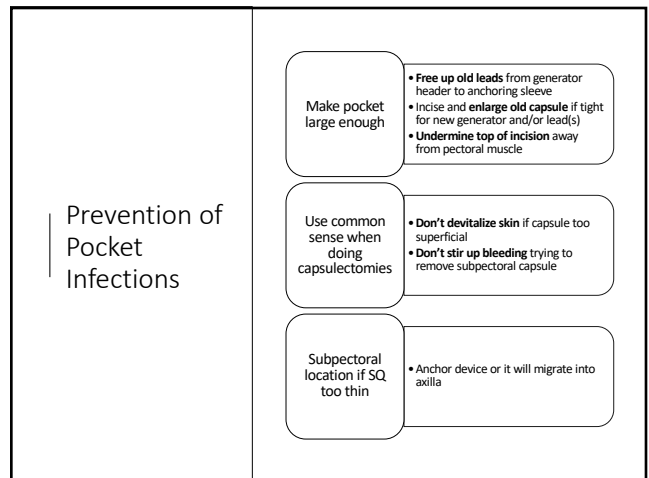 Prevention of
Pocket
Infections
Make pocket
large enough
• Free up old leads from generator
header to anchoring sleeve
• Incise and enlarge old capsule if tight
for new generator and/or lead(s)
• Undermine top of incision away
from pectoral muscle
Use common
sense when
doing
capsulectomies
• Don’t devitalize skin if capsule too
superficial
• Don’t stir up bleeding trying to
remove subpectoral capsule
Subpectoral
location if SQ
too thin
• Anchor device or it will migrate into
axilla